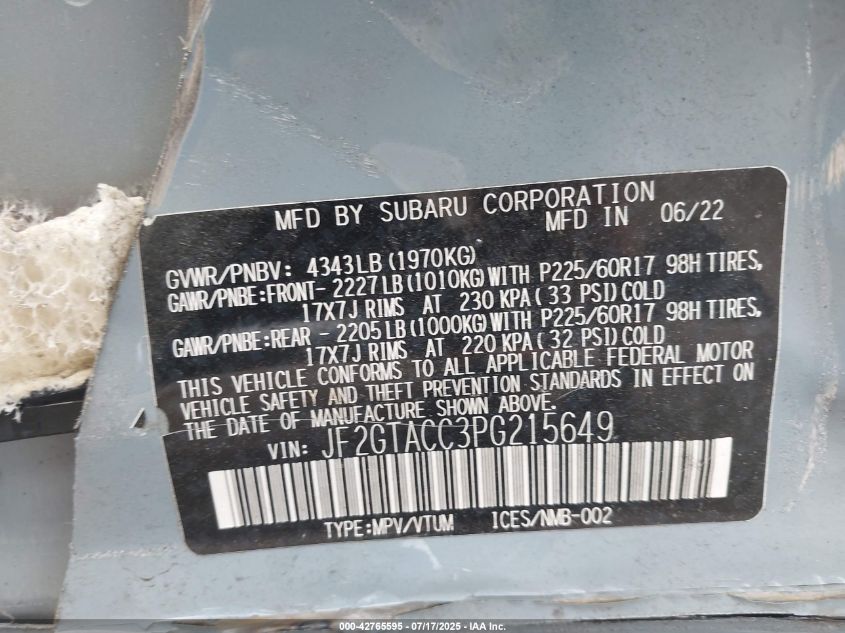 MFD BY SUBARU CORPORATION
MFD IN 06/22
GVWR/PNBV: 4343LB (1970KG)
GAWR/PNBE:FRONT- 2227LB (1010KG) WITH P225/60R17 98H TIRES,
17X7J RIMS AT 230 KPA ( 33 PSI) COLD
GAWR/PNBE:REAR - 2205LB (1000KG) WITH P225/60R17 98H TIRES,
17X7J RIMS AT 220 KPA ( 32 PSI) COLD
THIS VEHICLE CONFORMS TO ALL APPLICABLE FEDERAL MOTOR
VEHICLE SAFETY AND THEFT PREVENTION STANDARDS IN EFFECT ON
THE DATE OF MANUFACTURE SHOWN ABOVE.
VIN: JF2GTACC3PG215649
TYPE:MPV/VTUM ICES/NMB-002
000-42765595 - 07/17/2025 - IAA Inc.